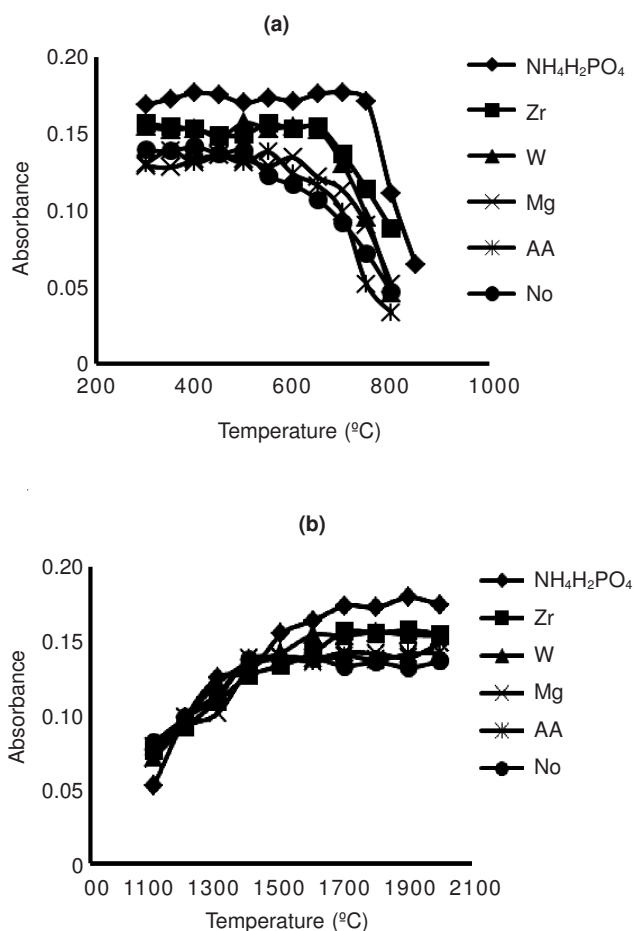 (a)
0.20
0.15
0.10
0.05
0
Absorbance
200 400 600 800 1000
Temperature (ºC)
NH₄H₂PO₄
Zr
W
Mg
AA
No
(b)
0.20
0.15
0.10
0.05
0
Absorbance
00 1100 1300 1500 1700 1900 2100
Temperature (ºC)
NH₄H₂PO₄
Zr
W
Mg
AA
No